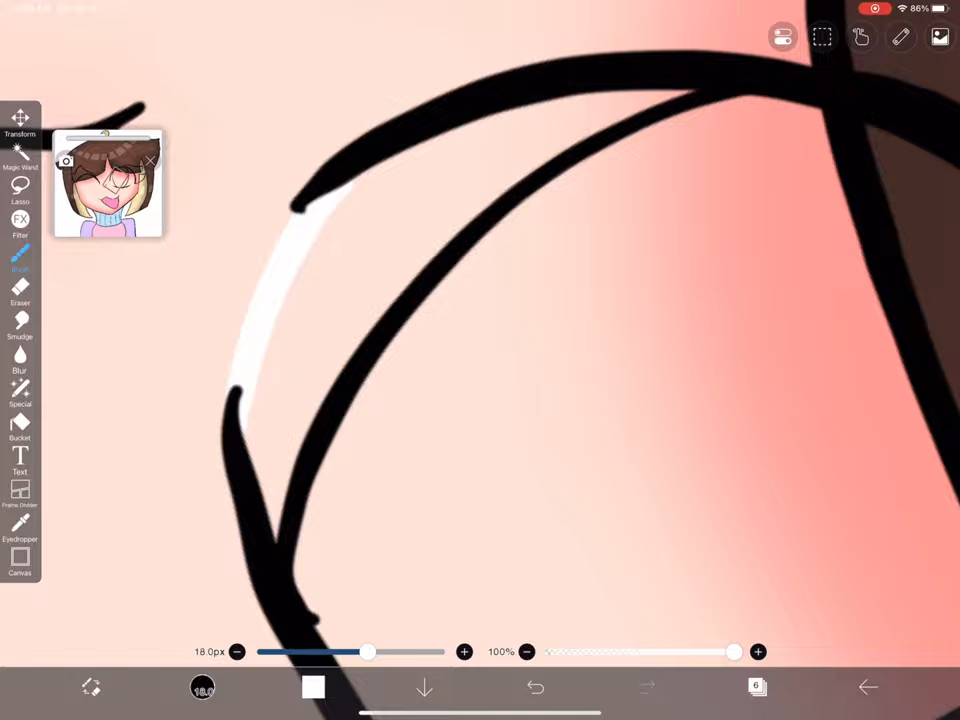 86%
Transform
Magic Wand
Lasso
FX
Filter
Brush
Eraser
Smudge
Blur
Special
Bucket
T
Text
Frame Divider
Eyedropper
Canvas
18.0px
100%
18.0
6